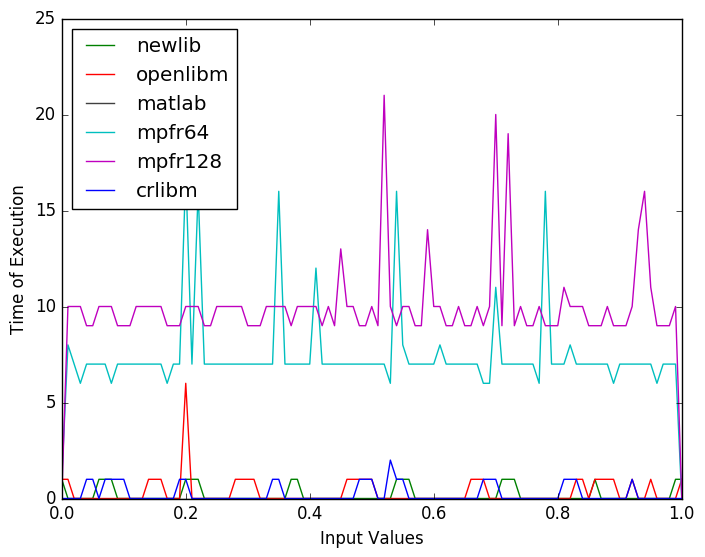 25
20
15
10
5
0
Time of Execution
newlib
openlibm
matlab
mpfr64
mpfr128
crlibm
0.0 0.2 0.4 0.6 0.8 1.0
Input Values